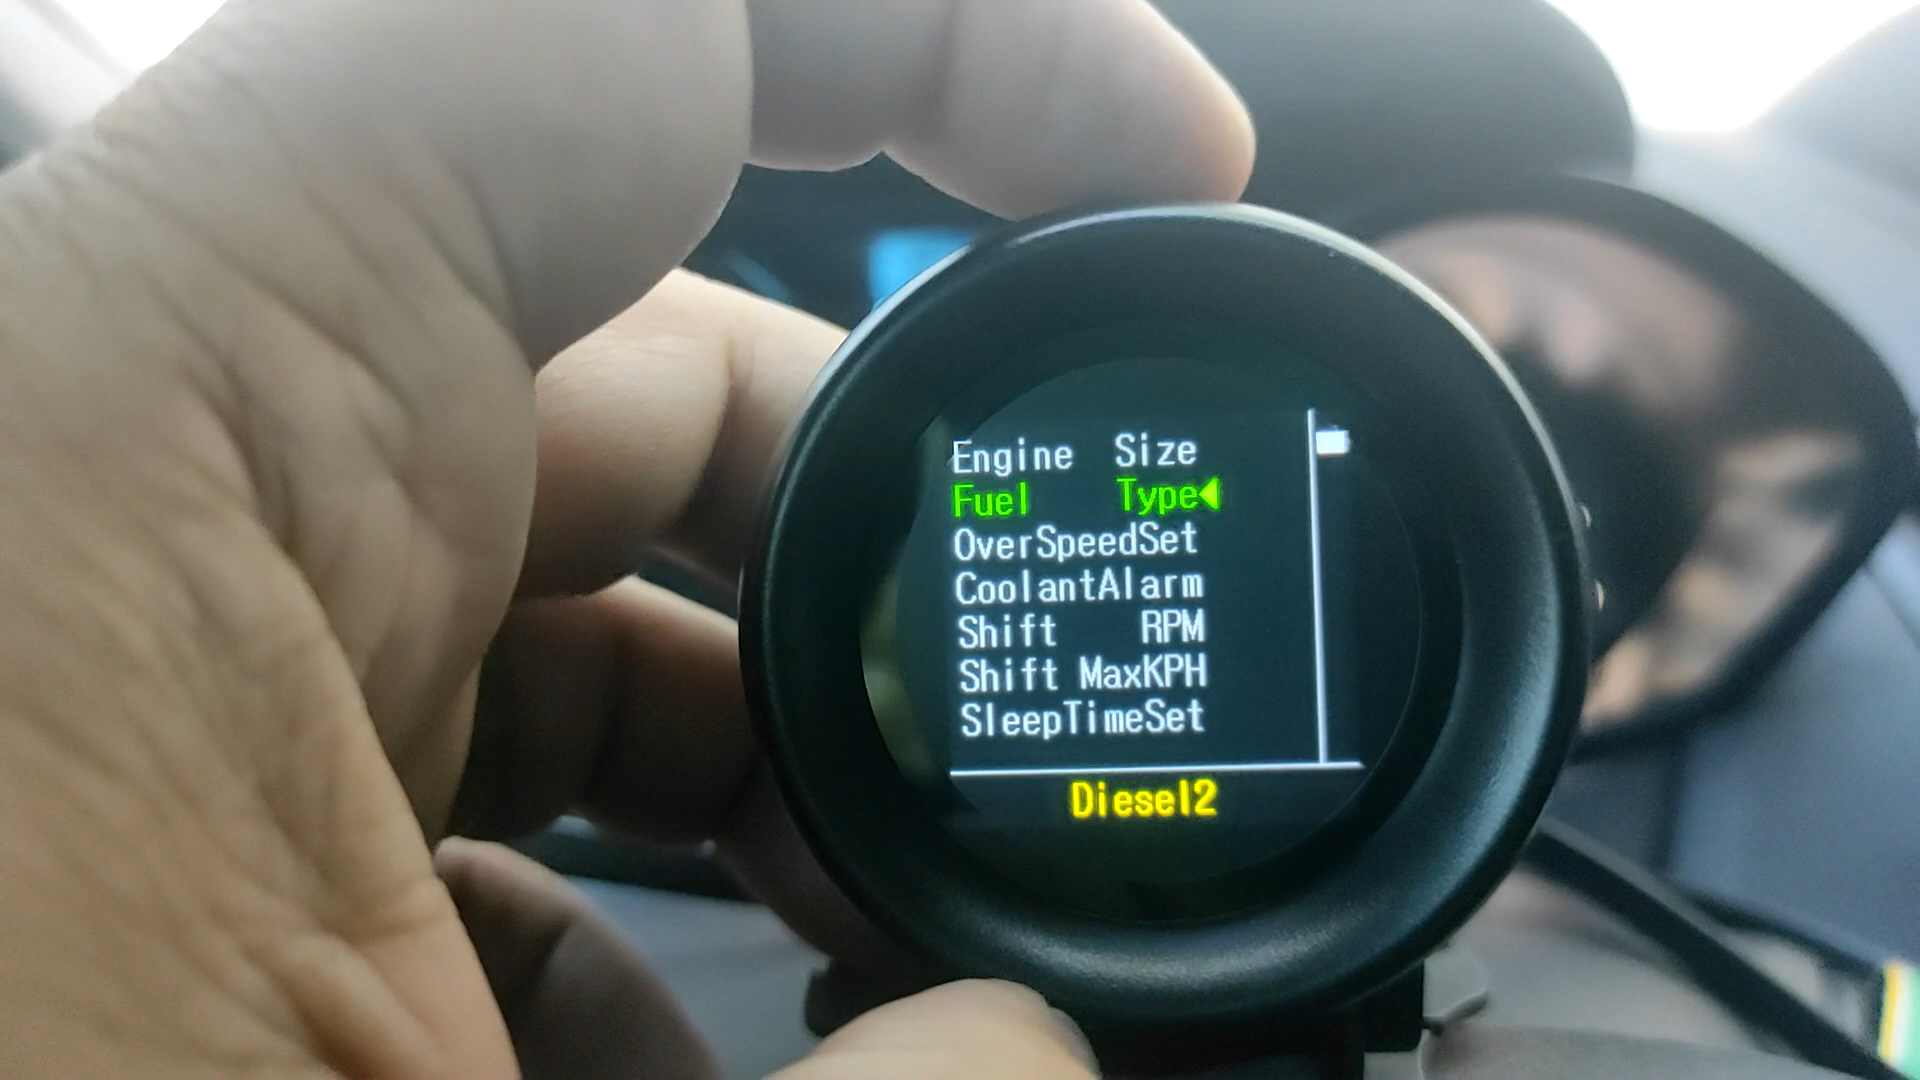 Engine Size
Fuel Type
OverSpeedSet
CoolantAlarm
Shift RPM
Shift MaxKPH
SleepTimeSet
Diesel2